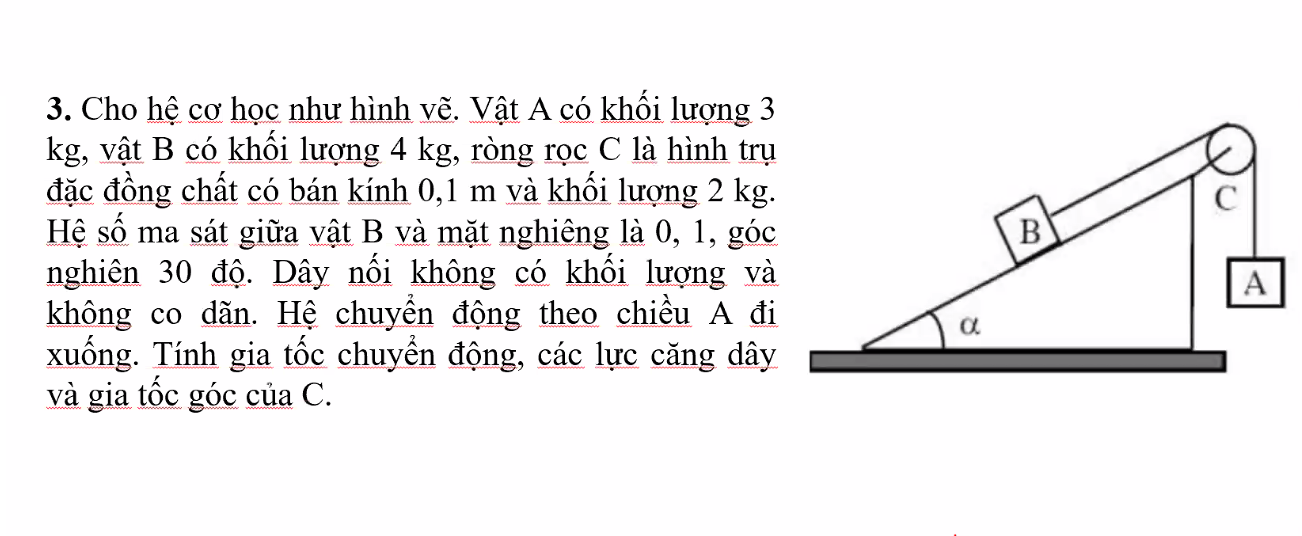 3. Cho hệ cơ học như hình vẽ. Vật A có khối lượng 3
kg, vật B có khối lượng 4 kg, ròng rọc C là hình trụ
đặc đồng chất có bán kính 0,1 m và khối lượng 2 kg.
Hệ số ma sát giữa vật B và mặt nghiêng là 0, 1, góc
nghiên 30 độ. Dây nối không có khối lượng và
không co dãn. Hệ chuyển động theo chiều A đi
xuống. Tính gia tốc chuyển động, các lực căng dây
và gia tốc góc của C.
C
B
A
α